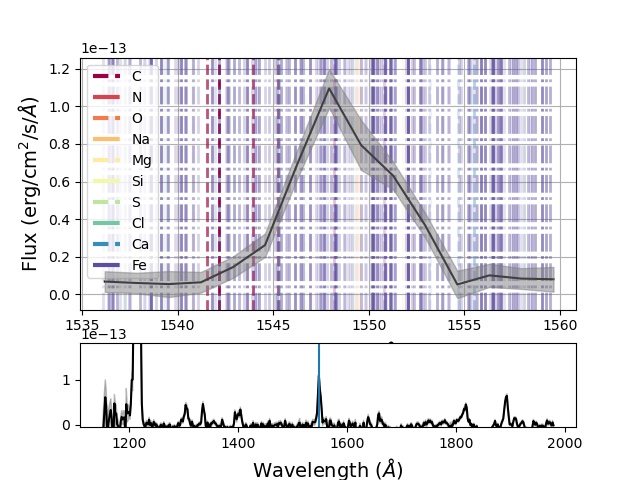 1e−13
1.2
1.0
0.8
0.6
0.4
0.2
0.0
Flux (erg/cm²/s/Å)
C
N
O
Na
Mg
Si
S
Cl
Ca
Fe
1535 1540 1545 1550 1555 1560
1e−13
1
0
1200 1400 1600 1800 2000
Wavelength (Å)